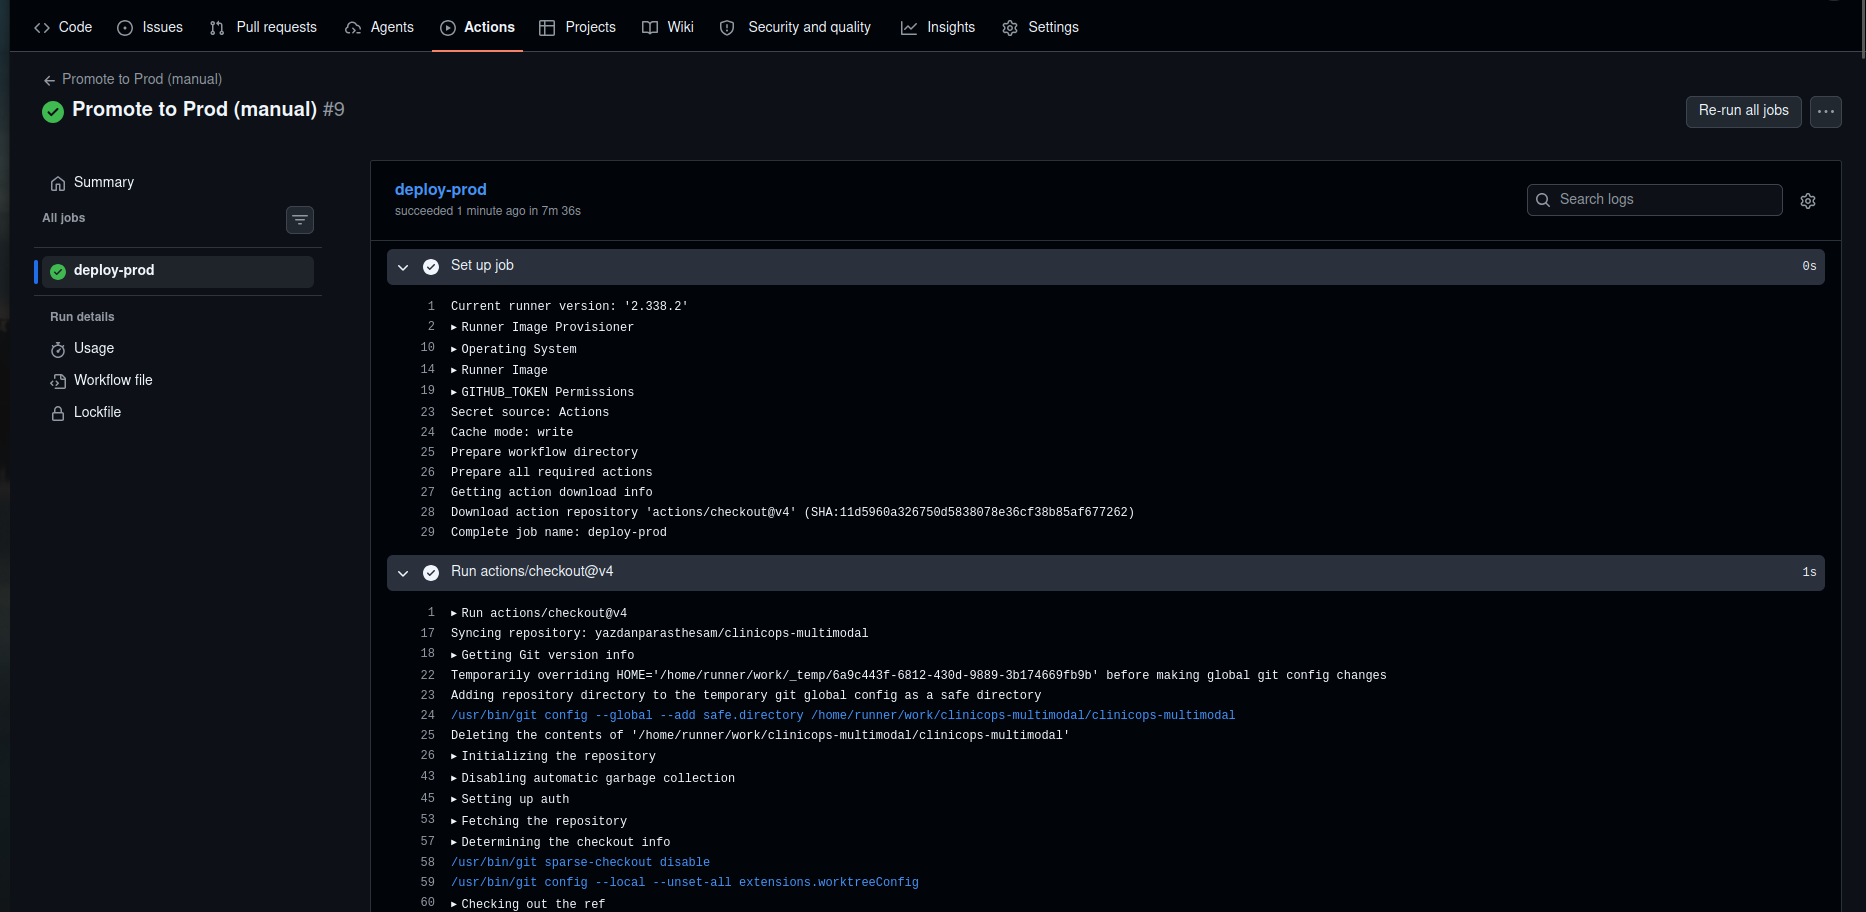 Code Issues Pull requests Agents Actions Projects Wiki Security and quality Insights Settings
Promote to Prod (manual)
Promote to Prod (manual) #9
Re-run all jobs
Summary
All jobs
deploy-prod
Run details
Usage
Workflow file
Lockfile
deploy-prod
succeeded 1 minute ago in 7m 36s
Search logs
Set up job 0s
1 Current runner version: '2.338.2'
2 Runner Image Provisioner
10 Operating System
14 Runner Image
19 GITHUB_TOKEN Permissions
23 Secret source: Actions
24 Cache mode: write
25 Prepare workflow directory
26 Prepare all required actions
27 Getting action download info
28 Download action repository 'actions/checkout@v4' (SHA:11d5960a326750d5838078e36cf38b85af677262)
29 Complete job name: deploy-prod
Run actions/checkout@v4 1s
1 Run actions/checkout@v4
17 Syncing repository: yazdanparasthesam/clinicops-multimodal
18 Getting Git version info
22 Temporarily overriding HOME='/home/runner/work/_temp/6a9c443f-6812-430d-9889-3b174669fb9b' before making global git config changes
23 Adding repository directory to the temporary git global config as a safe directory
24 /usr/bin/git config --global --add safe.directory /home/runner/work/clinicops-multimodal/clinicops-multimodal
25 Deleting the contents of '/home/runner/work/clinicops-multimodal/clinicops-multimodal'
26 Initializing the repository
43 Disabling automatic garbage collection
45 Setting up auth
53 Fetching the repository
57 Determining the checkout info
58 /usr/bin/git sparse-checkout disable
59 /usr/bin/git config --local --unset-all extensions.worktreeConfig
60 Checking out the ref